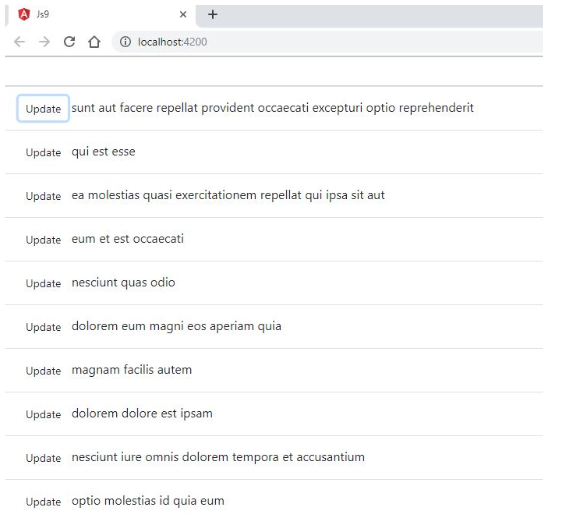 Js9
localhost:4200
Update sunt aut facere repellat provident occaecati excepturi optio reprehenderit
Update qui est esse
Update ea molestias quasi exercitationem repellat qui ipsa sit aut
Update eum et est occaecati
Update nesciunt quas odio
Update dolorem eum magni eos aperiam quia
Update magnam facilis autem
Update dolorem dolore est ipsam
Update nesciunt iure omnis dolorem tempora et accusantium
Update optio molestias id quia eum